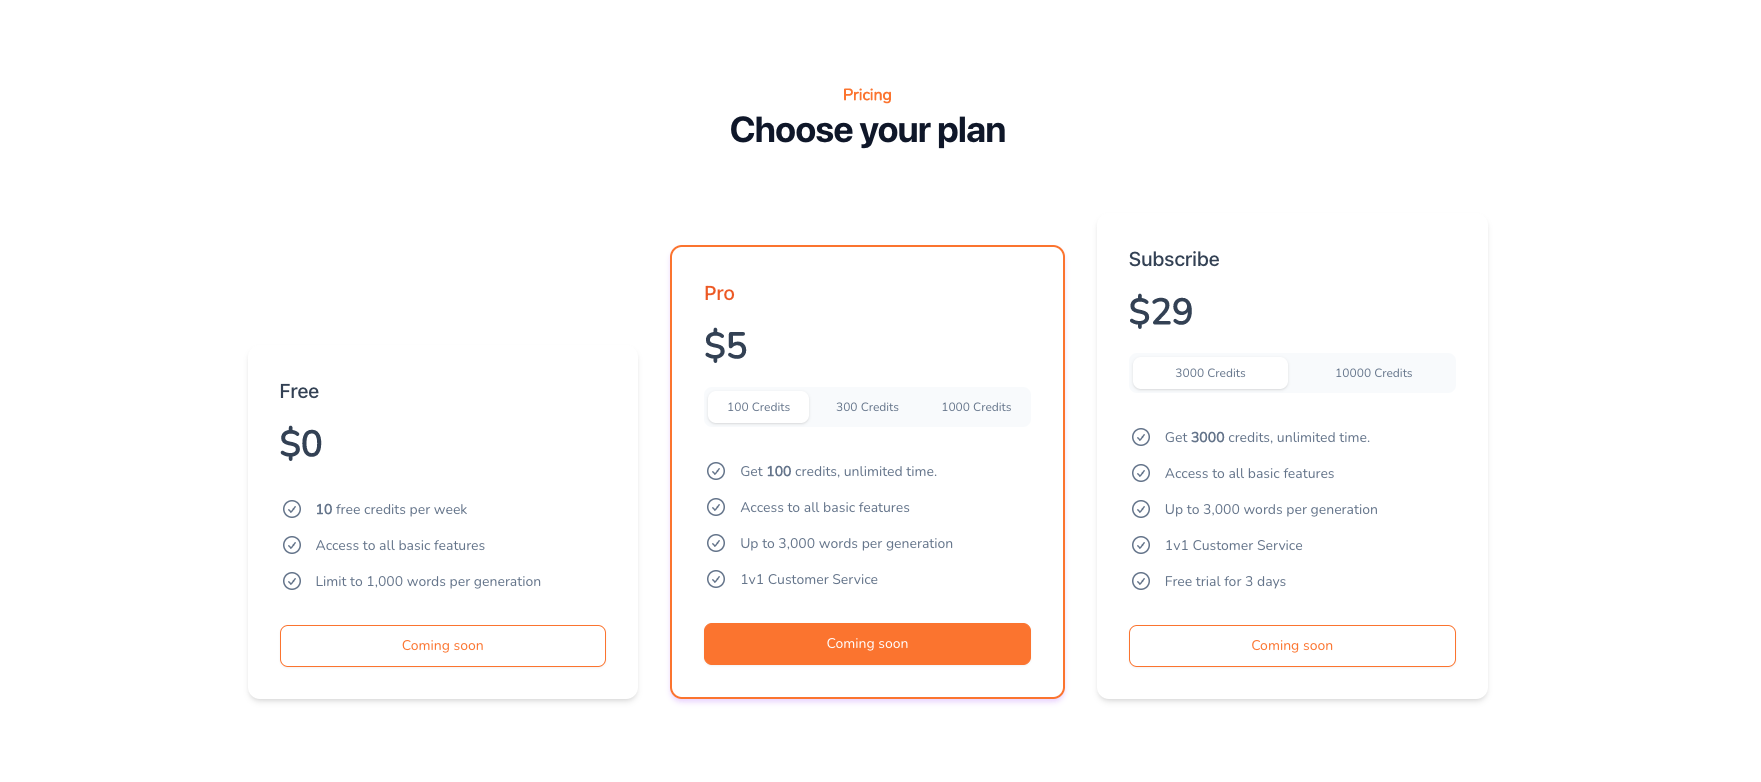 Pricing
Choose your plan
Free
$0
10 free credits per week
Access to all basic features
Limit to 1,000 words per generation
Coming soon
Pro
$5
100 Credits
300 Credits
1000 Credits
Get 100 credits, unlimited time.
Access to all basic features
Up to 3,000 words per generation
1v1 Customer Service
Coming soon
Subscribe
$29
3000 Credits
10000 Credits
Get 3000 credits, unlimited time.
Access to all basic features
Up to 3,000 words per generation
1v1 Customer Service
Free trial for 3 days
Coming soon